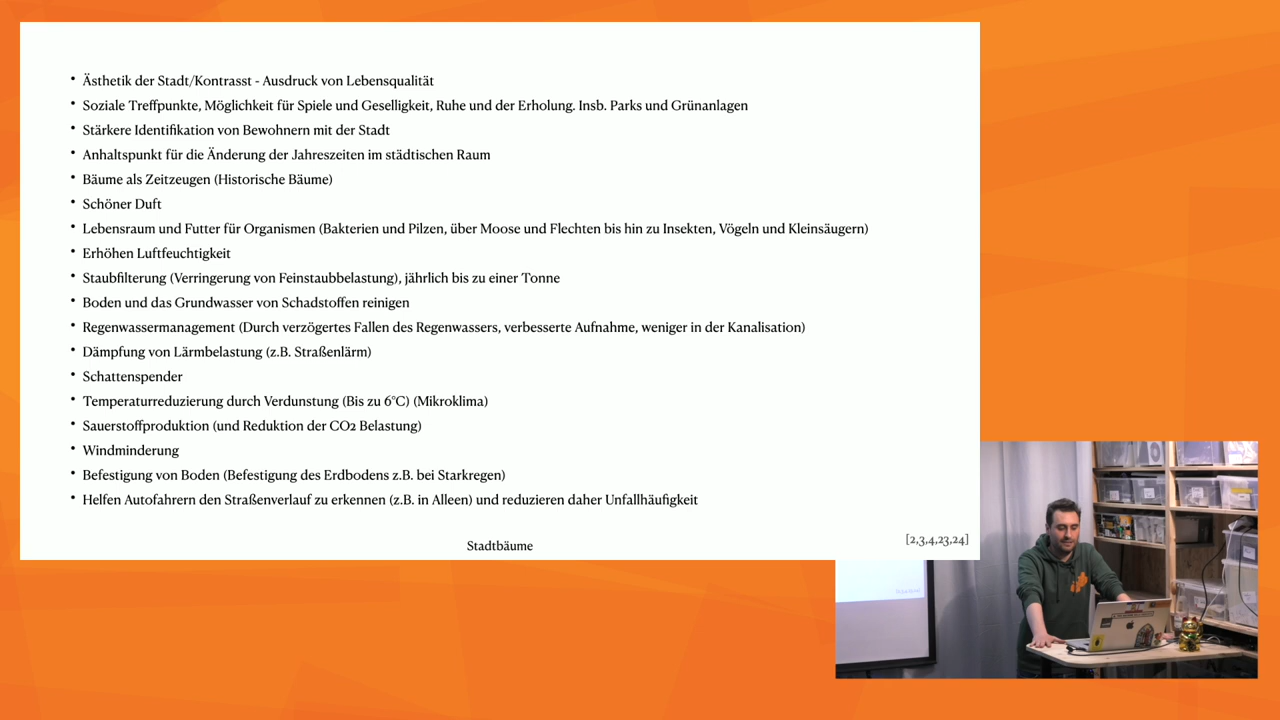 • Ästhetik der Stadt/Kontrasst - Ausdruck von Lebensqualität
• Soziale Treffpunkte, Möglichkeit für Spiele und Geselligkeit, Ruhe und der Erholung. Insb. Parks und Grünanlagen
• Stärkere Identifikation von Bewohnern mit der Stadt
• Anhaltspunkt für die Änderung der Jahreszeiten im städtischen Raum
• Bäume als Zeitzeugen (Historische Bäume)
• Schöner Duft
• Lebensraum und Futter für Organismen (Bakterien und Pilzen, über Moose und Flechten bis hin zu Insekten, Vögeln und Kleinsäugern)
• Erhöhen Luftfeuchtigkeit
• Staubfilterung (Verringerung von Feinstaubbelastung), jährlich bis zu einer Tonne
• Boden und das Grundwasser von Schadstoffen reinigen
• Regenwassermanagement (Durch verzögertes Fallen des Regenwassers, verbesserte Aufnahme, weniger in der Kanalisation)
• Dämpfung von Lärmbelastung (z.B. Straßenlärm)
• Schattenspender
• Temperaturreduzierung durch Verdunstung (Bis zu 6°C) (Mikroklima)
• Sauerstoffproduktion (und Reduktion der CO2 Belastung)
• Windminderung
• Befestigung von Boden (Befestigung des Erdbodens z.B. bei Starkregen)
• Helfen Autofahrern den Straßenverlauf zu erkennen (z.B. in Alleen) und reduzieren daher Unfallhäufigkeit
[2,3,4,23,24]
Stadtbäume